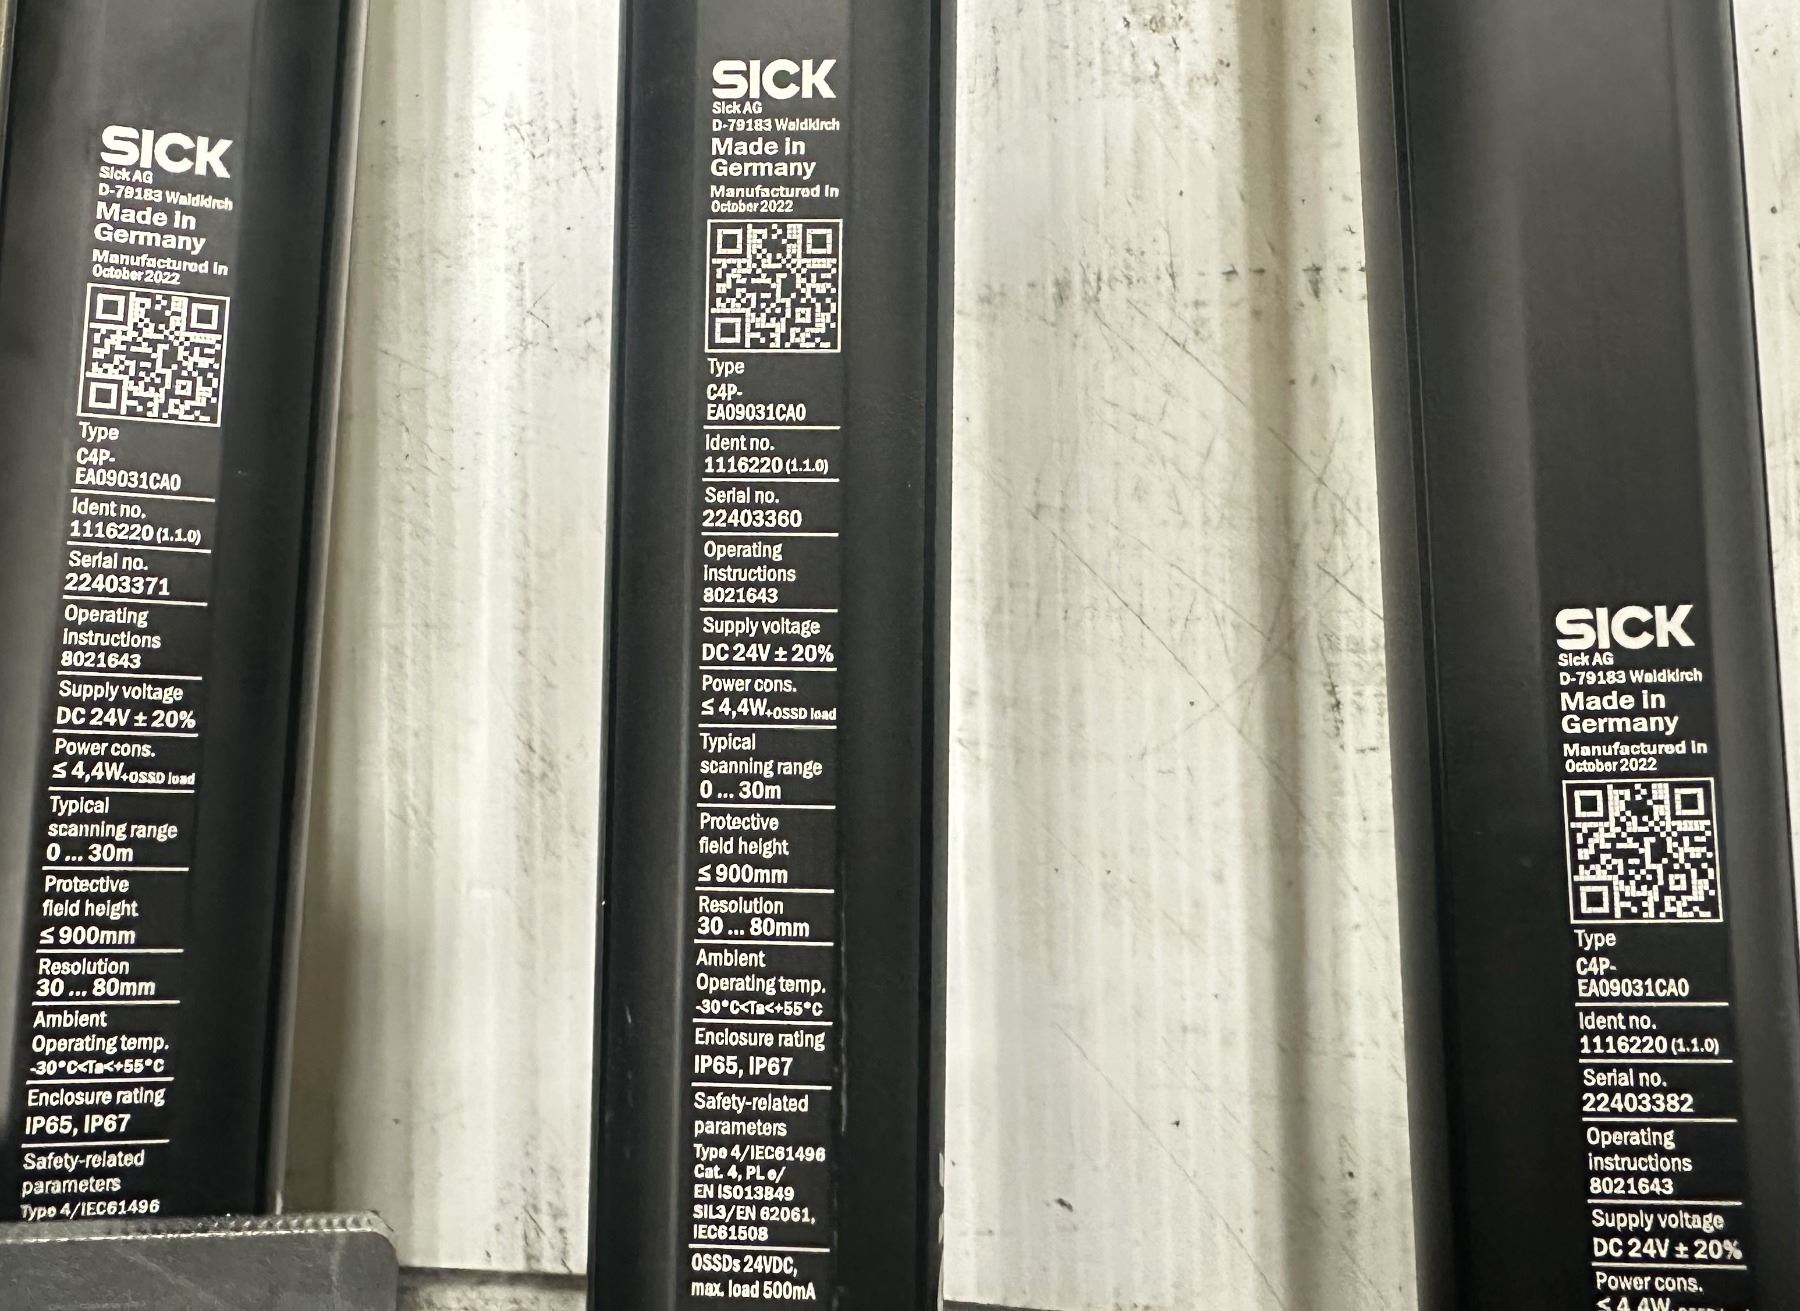 SICK
Sick AG
D-79183 Waldkirch
Made in
Germany
Manufactured in
October 2022
Type
C4P-
EA09031CA0
Ident no.
1116220 (1.1.0)
Serial no.
22403371
Operating
instructions
8021643
Supply voltage
DC 24V ± 20%
Power cons.
≤ 4,4W+OSSD load
Typical
scanning range
0 ... 30m
Protective
field height
≤ 900mm
Resolution
30 ... 80mm
Ambient
Operating temp.
-30°C<Ta<+55°C
Enclosure rating
IP65, IP67
Safety-related
parameters
Type 4/IEC61496
SICK
Sick AG
D-79183 Waldkirch
Made in
Germany
Manufactured in
October 2022
Type
C4P-
EA09031CA0
Ident no.
1116220 (1.1.0)
Serial no.
22403360
Operating
instructions
8021643
Supply voltage
DC 24V ± 20%
Power cons.
≤ 4,4W+OSSD load
Typical
scanning range
0 ... 30m
Protective
field height
≤ 900mm
Resolution
30 ... 80mm
Ambient
Operating temp.
-30°C<Ta<+55°C
Enclosure rating
IP65, IP67
Safety-related
parameters
Type 4/IEC61496
Cat. 4, PL e/
EN ISO13849
SIL3/EN 62061,
IEC61508
OSSDs 24VDC,
max. load 500mA
SICK
Sick AG
D-79183 Waldkirch
Made in
Germany
Manufactured in
October 2022
Type
C4P-
EA09031CA0
Ident no.
1116220 (1.1.0)
Serial no.
22403382
Operating
instructions
8021643
Supply voltage
DC 24V ± 20%
Power cons.
≤ 4,4W